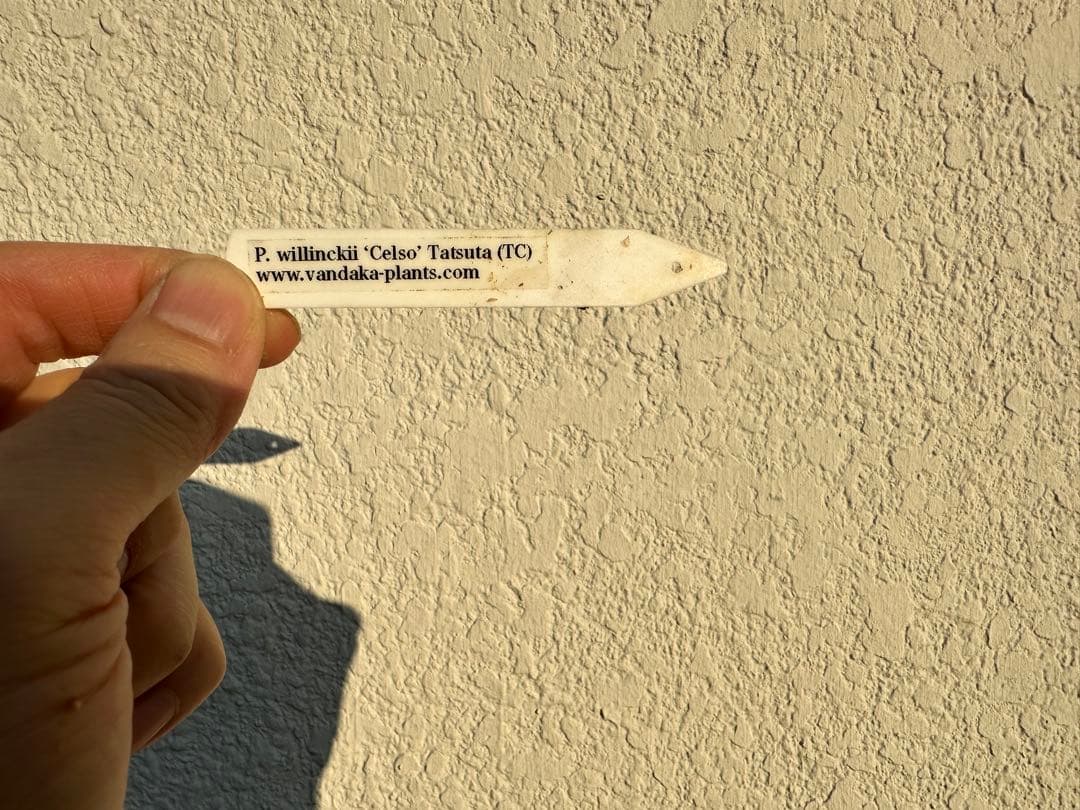 P. willinckii ‘Celso’ Tatsuta (TC)
www.vandaka-plants.com